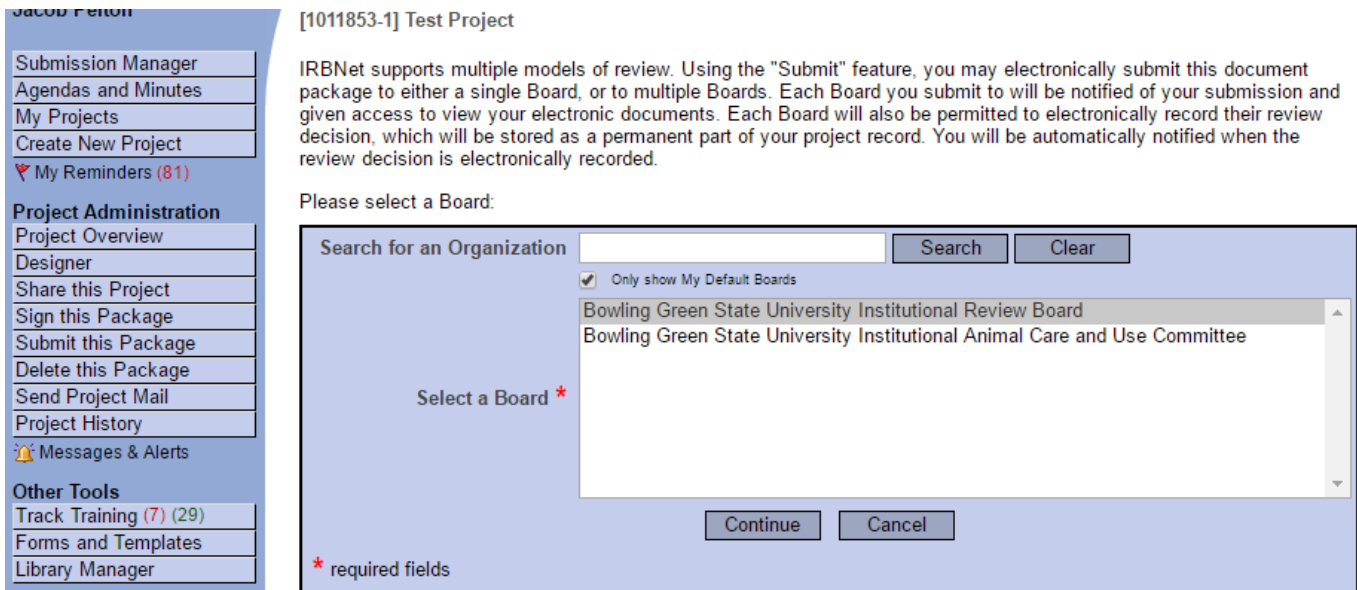 Jacob Pelton
Submission Manager
Agendas and Minutes
My Projects
Create New Project
My Reminders (81)
Project Administration
Project Overview
Designer
Share this Project
Sign this Package
Submit this Package
Delete this Package
Send Project Mail
Project History
Messages & Alerts
Other Tools
Track Training (7) (29)
Forms and Templates
Library Manager
[1011853-1] Test Project
IRBNet supports multiple models of review. Using the "Submit" feature, you may electronically submit this document
package to either a single Board, or to multiple Boards. Each Board you submit to will be notified of your submission and
given access to view your electronic documents. Each Board will also be permitted to electronically record their review
decision, which will be stored as a permanent part of your project record. You will be automatically notified when the
review decision is electronically recorded.
Please select a Board:
Search for an Organization Search Clear
Only show My Default Boards
Bowling Green State University Institutional Review Board
Bowling Green State University Institutional Animal Care and Use Committee
Select a Board *
Continue Cancel
* required fields